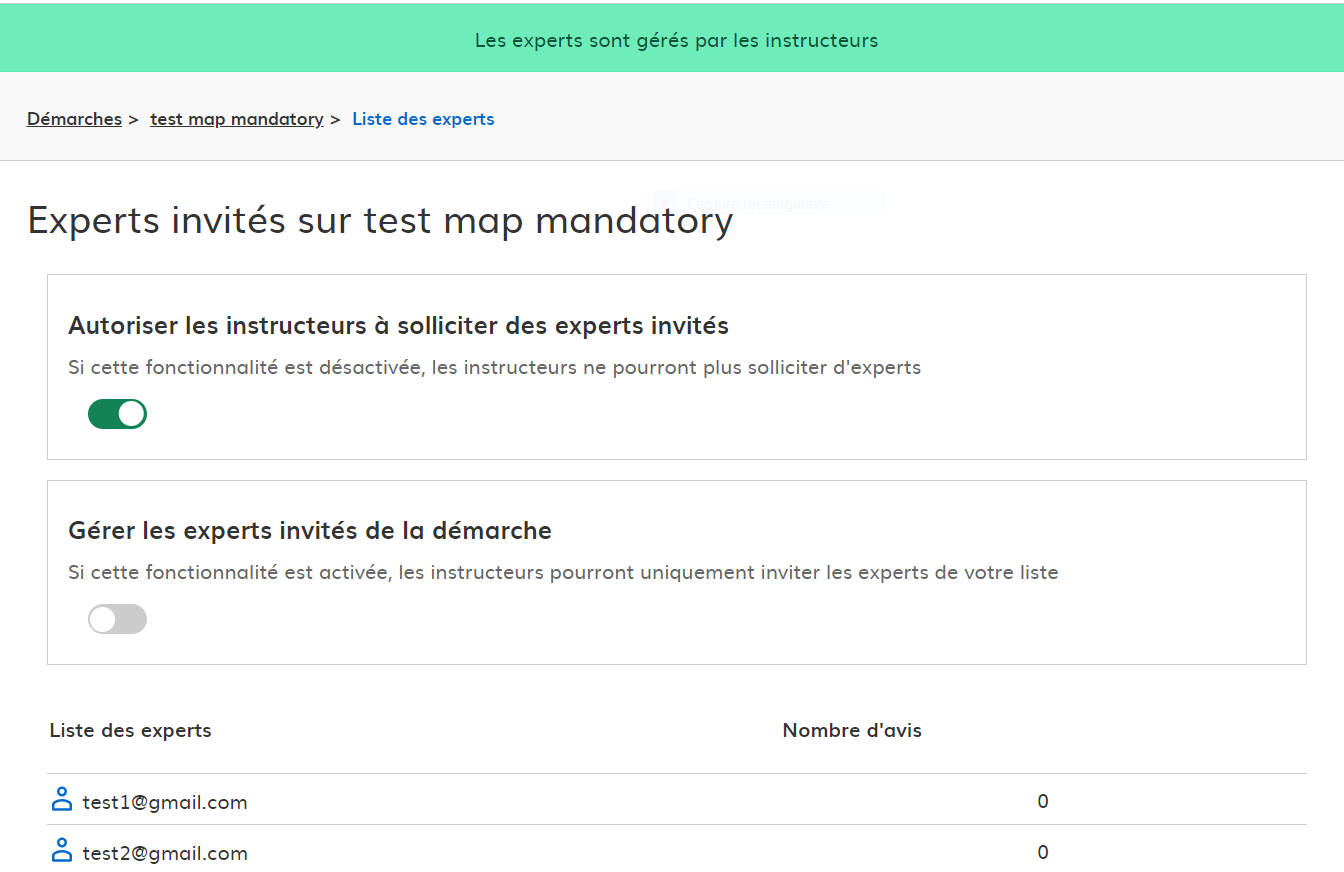 Les experts sont gérés par les instructeurs
Démarches > test map mandatory > Liste des experts
Capture rectangulaire
Experts invités sur test map mandatory
Autoriser les instructeurs à solliciter des experts invités
Si cette fonctionnalité est désactivée, les instructeurs ne pourront plus solliciter d'experts
Gérer les experts invités de la démarche
Si cette fonctionnalité est activée, les instructeurs pourront uniquement inviter les experts de votre liste
Liste des experts Nombre d'avis
test1@gmail.com 0
test2@gmail.com 0